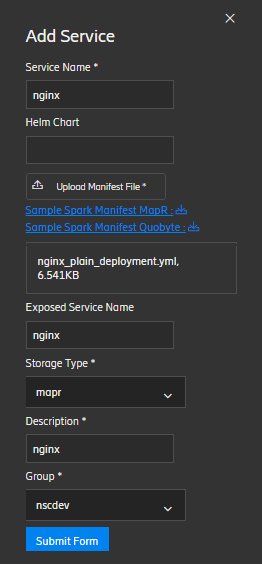 Add Service
Service Name *
nginx
Helm Chart
Upload Manifest File *
Sample Spark Manifest MapR :
Sample Spark Manifest Quobyte :
nginx_plain_deployment.yml,
6.541KB
Exposed Service Name
nginx
Storage Type *
mapr
Description *
nginx
Group *
nscdev
Submit Form